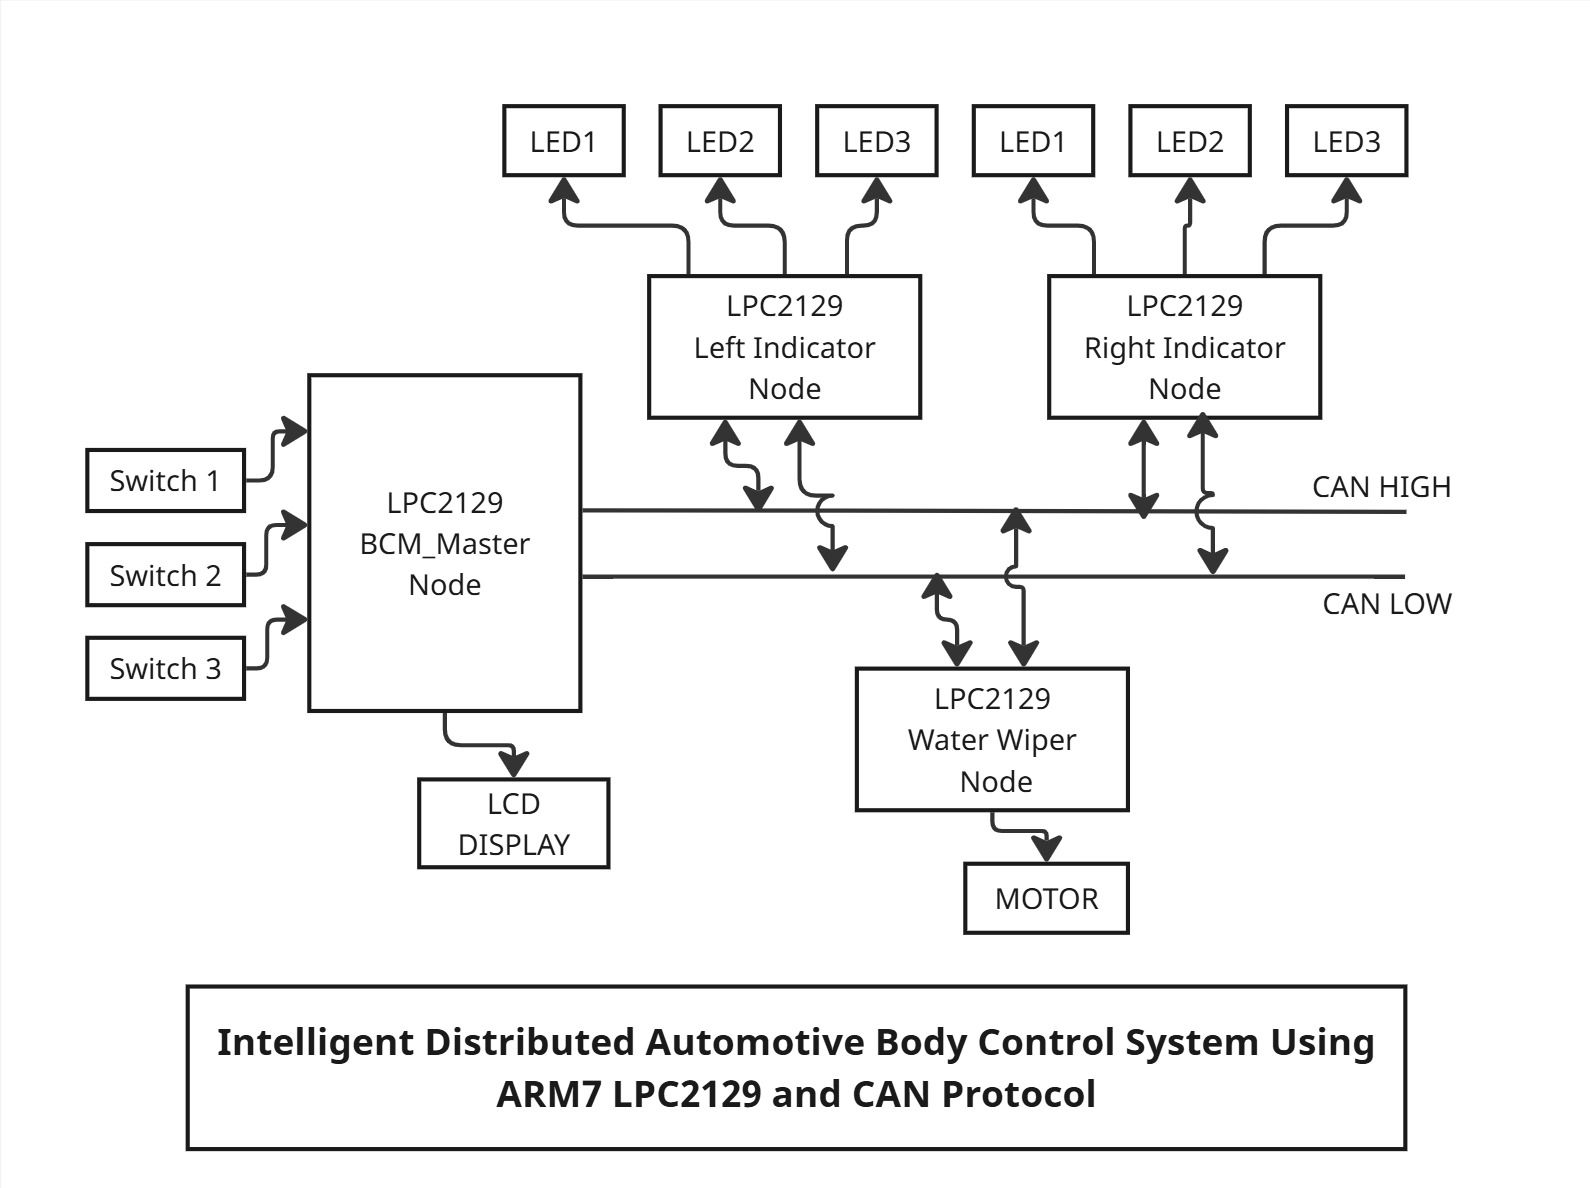 LED1
LED2
LED3
LED1
LED2
LED3
LPC2129
Left Indicator
Node
LPC2129
Right Indicator
Node
Switch 1
Switch 2
Switch 3
LPC2129
BCM_Master
Node
CAN HIGH
CAN LOW
LPC2129
Water Wiper
Node
LCD
DISPLAY
MOTOR
Intelligent Distributed Automotive Body Control System Using
ARM7 LPC2129 and CAN Protocol